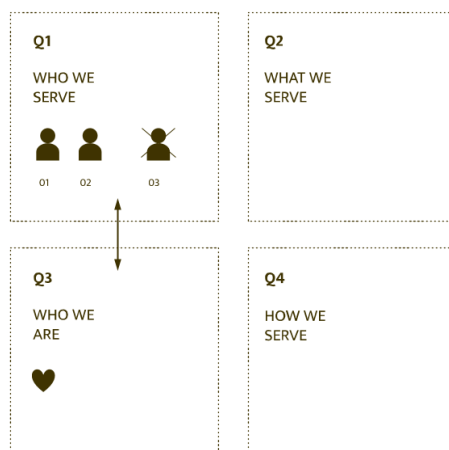 Q1
WHO WE
SERVE
01
02
03
Q2
WHAT WE
SERVE
Q3
WHO WE
ARE
Q4
HOW WE
SERVE